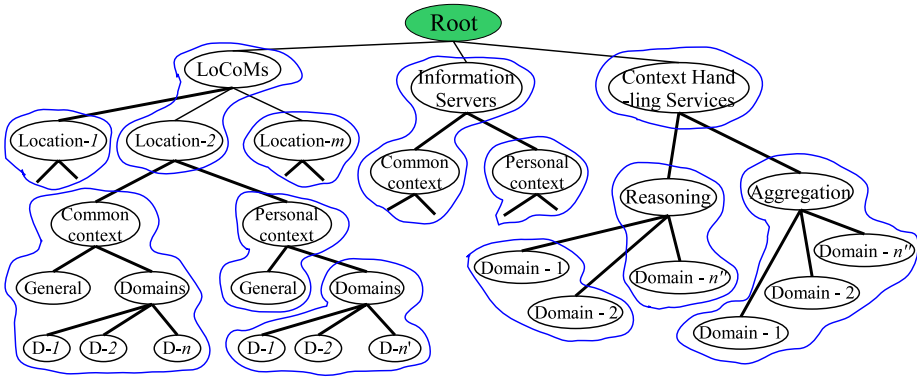 Root
LoCoMs
Information
Servers
Context Hand
-ling Services
Location-1
Location-2
Location-m
Common
context
Personal
context
Reasoning
Aggregation
Common
context
Personal
context
General
Domains
General
Domains
Domain - 1
Domain - 2
Domain - n"
Domain - n"
Domain - 2
Domain - 1
D-1
D-2
D-n
D-1
D-2
D-n'